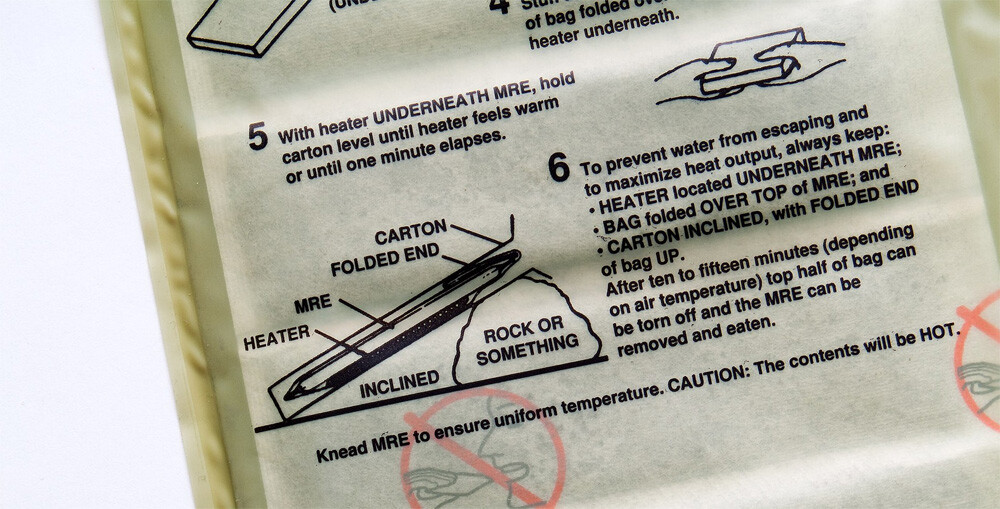 (UND
4 Stuff
of bag folded over
heater underneath.
5 With heater UNDERNEATH MRE, hold
carton level until heater feels warm
or until one minute elapses.
6 To prevent water from escaping and
to maximize heat output, always keep:
• HEATER located UNDERNEATH MRE;
• BAG folded OVER TOP of MRE; and
• CARTON INCLINED, with FOLDED END
of bag UP.
After ten to fifteen minutes (depending
on air temperature) top half of bag can
be torn off and the MRE can be
removed and eaten.
CARTON
FOLDED END
MRE
HEATER
ROCK OR
SOMETHING
INCLINED
Knead MRE to ensure uniform temperature. CAUTION: The contents will be HOT.